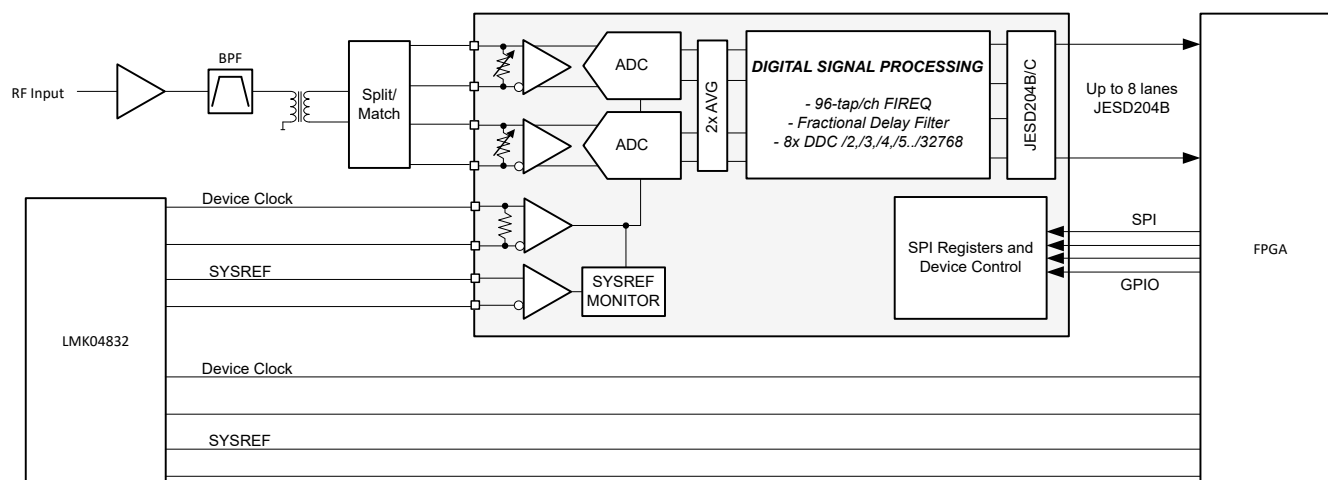 BPF
RF Input
Split/
Match
ADC
ADC
2x AVG
DIGITAL SIGNAL PROCESSING
- 96-tap/ch FIREQ
- Fractional Delay Filter
- 8x DDC /2,/3,/4,/5../32768
JESD204B/C
Up to 8 lanes
JESD204B
Device Clock
SYSREF
SYSREF
MONITOR
SPI Registers and
Device Control
SPI
GPIO
FPGA
LMK04832
Device Clock
SYSREF